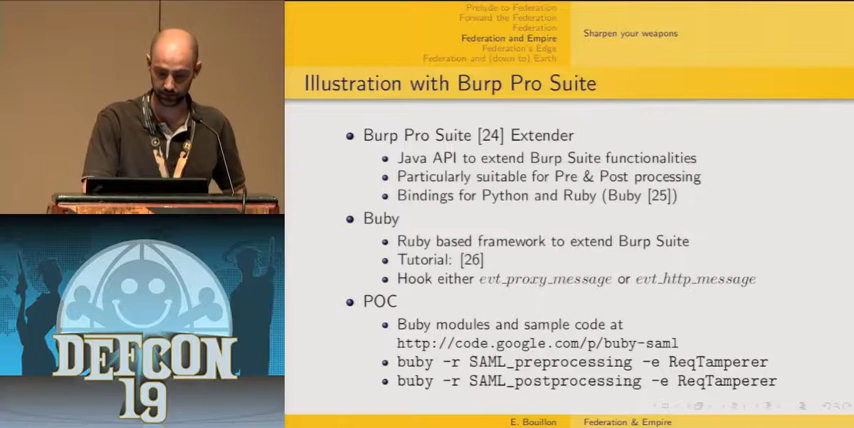 Prelude to Federation
Forward the Federation
Federation
Federation and Empire
Federation's Edge
Federation and (down to) Earth
Sharpen your weapons
Illustration with Burp Pro Suite
Burp Pro Suite [24] Extender
Java API to extend Burp Suite functionalities
Particularly suitable for Pre & Post processing
Bindings for Python and Ruby (Buby [25])
Buby
Ruby based framework to extend Burp Suite
Tutorial: [26]
Hook either evt_proxy_message or evt_http_message
POC
Buby modules and sample code at
http://code.google.com/p/buby-saml
buby -r SAML_preprocessing -e ReqTamperer
buby -r SAML_postprocessing -e ReqTamperer
E. Bouillon
Federation & Empire
DEFCON
19